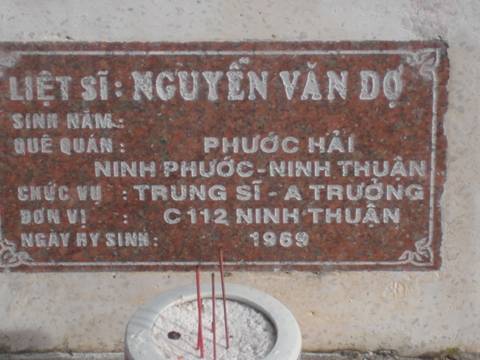 LIỆT SĨ : NGUYỄN VĂN DỢ
SINH NĂM :
QUÊ QUÁN : PHƯỚC HẢI
NINH PHƯỚC-NINH THUẬN
CHỨC VỤ : TRUNG SĨ - A TRƯỞNG
ĐƠN VỊ : C112 NINH THUẬN
NGÀY HY SINH : 1969